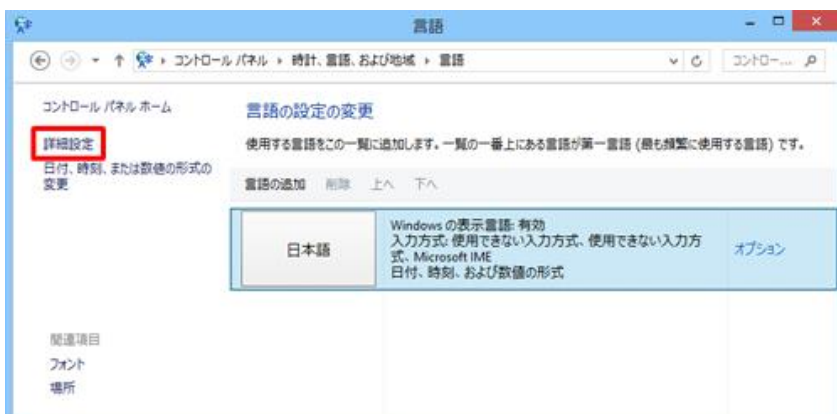 言語
コントロール パネル ▸ 時計、言語、および地域 ▸ 言語
コントロー...
コントロール パネル ホーム
詳細設定
日付、時刻、または数値の形式の
変更
言語の設定の変更
使用する言語をこの一覧に追加します。一覧の一番上にある言語が第一言語 (最も頻繁に使用する言語) です。
言語の追加 削除 上へ 下へ
日本語
Windows の表示言語: 有効
入力方式: 使用できない入力方式、使用できない入力方
式、Microsoft IME
日付、時刻、および数値の形式
オプション
関連項目
フォント
場所